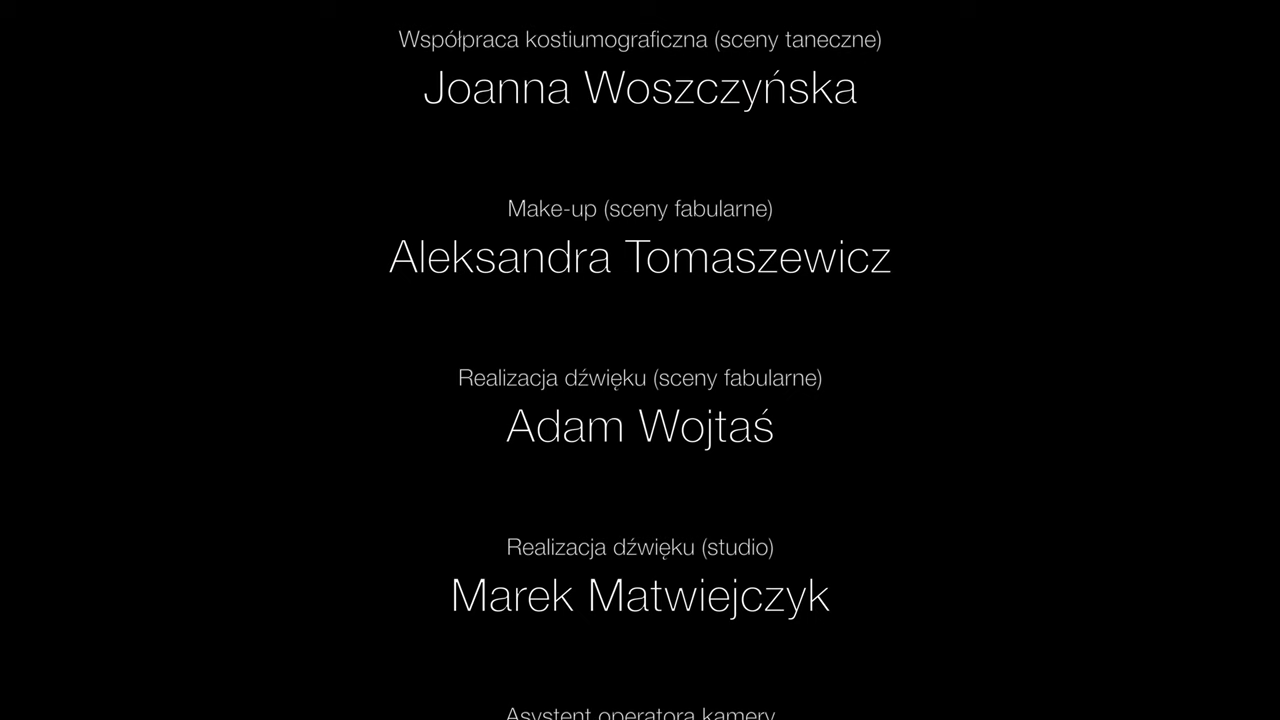 Współpraca kostiumograficzna (sceny taneczne)
Joanna Woszczyńska
Make-up (sceny fabularne)
Aleksandra Tomaszewicz
Realizacja dźwięku (sceny fabularne)
Adam Wojtaś
Realizacja dźwięku (studio)
Marek Matwiejczyk
Asystent operatora kamery